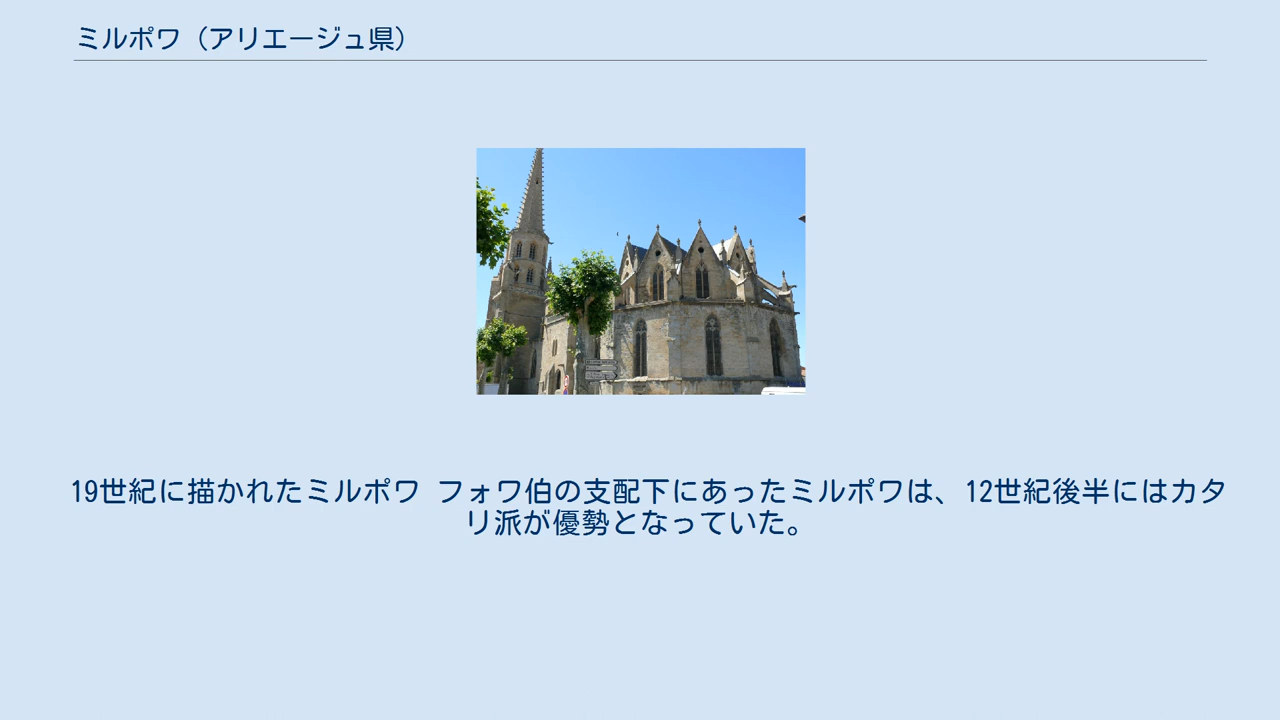 ミルポワ（アリエージュ県）
19世紀に描かれたミルポワ フォワ伯の支配下にあったミルポワは、12世紀後半にはカタ
リ派が優勢となっていた。